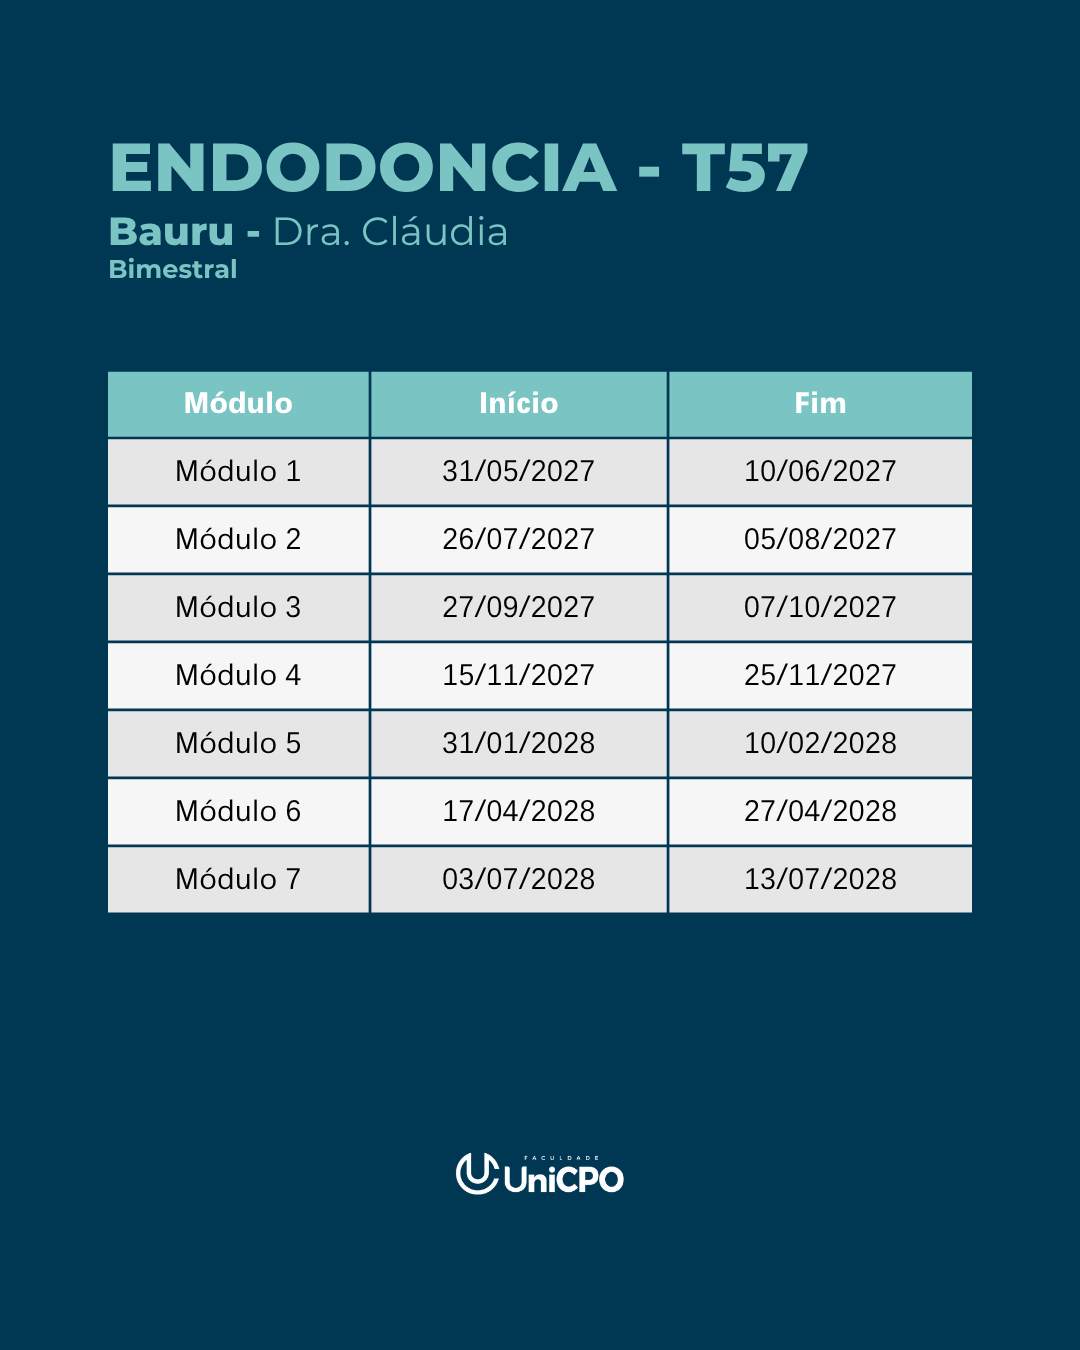 ENDODONCIA - T57
Bauru - Dra. Cláudia
Bimestral
Módulo Início Fim
Módulo 1 31/05/2027 10/06/2027
Módulo 2 26/07/2027 05/08/2027
Módulo 3 27/09/2027 07/10/2027
Módulo 4 15/11/2027 25/11/2027
Módulo 5 31/01/2028 10/02/2028
Módulo 6 17/04/2028 27/04/2028
Módulo 7 03/07/2028 13/07/2028
FACULDADE
UniCPO